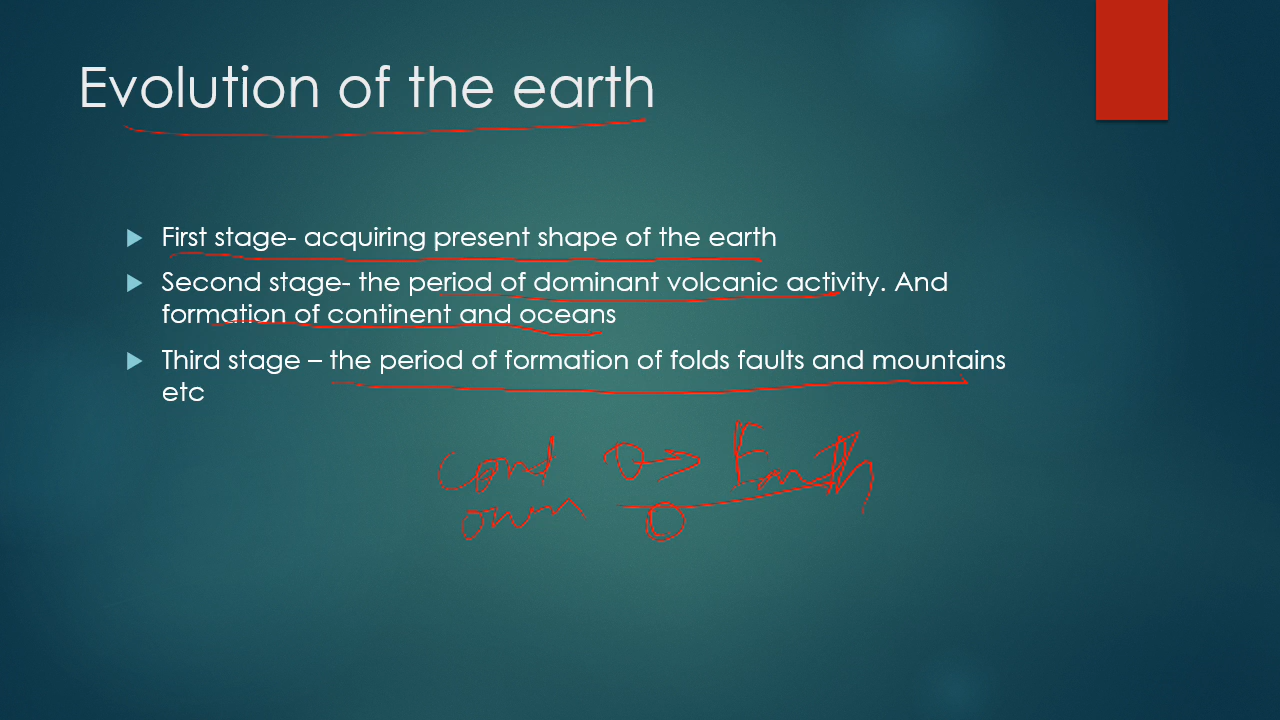 Evolution of the earth
First stage- acquiring present shape of the earth
Second stage- the period of dominant volcanic activity. And
formation of continent and oceans
Third stage – the period of formation of folds faults and mountains
etc
Earth